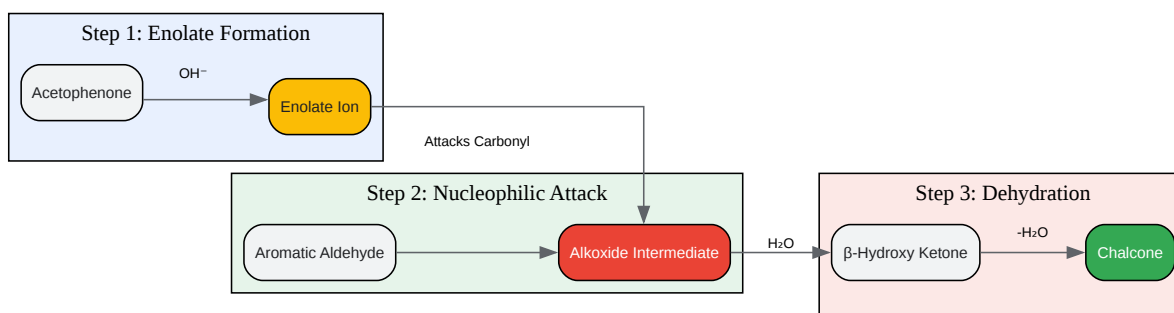 Step 1: Enolate Formation
Acetophenone
OH⁻
Enolate Ion
Attacks Carbonyl
Step 2: Nucleophilic Attack
Aromatic Aldehyde
Alkoxide Intermediate
H₂O
Step 3: Dehydration
β-Hydroxy Ketone
-H₂O
Chalcone